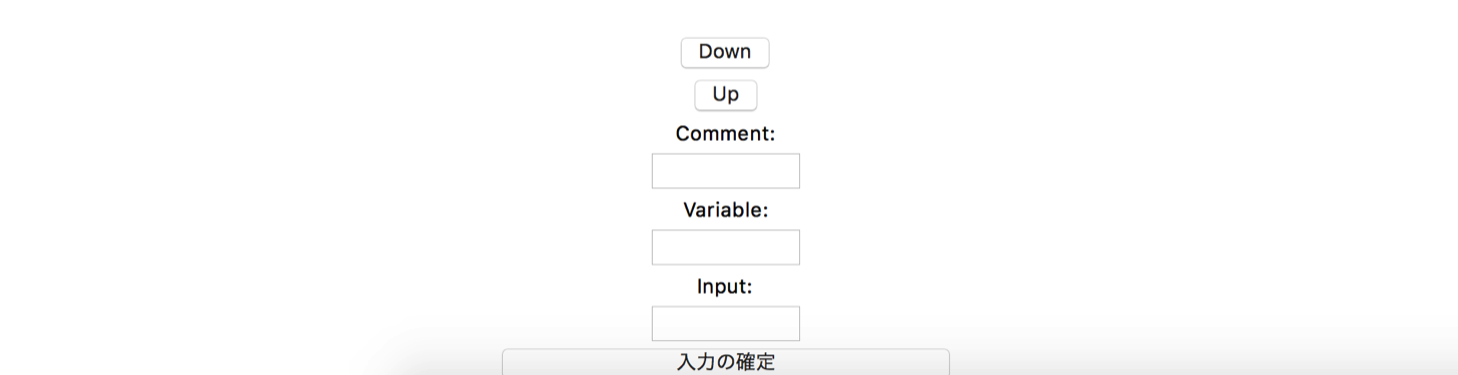 Down
Up
Comment:
Variable:
Input:
入力の確定